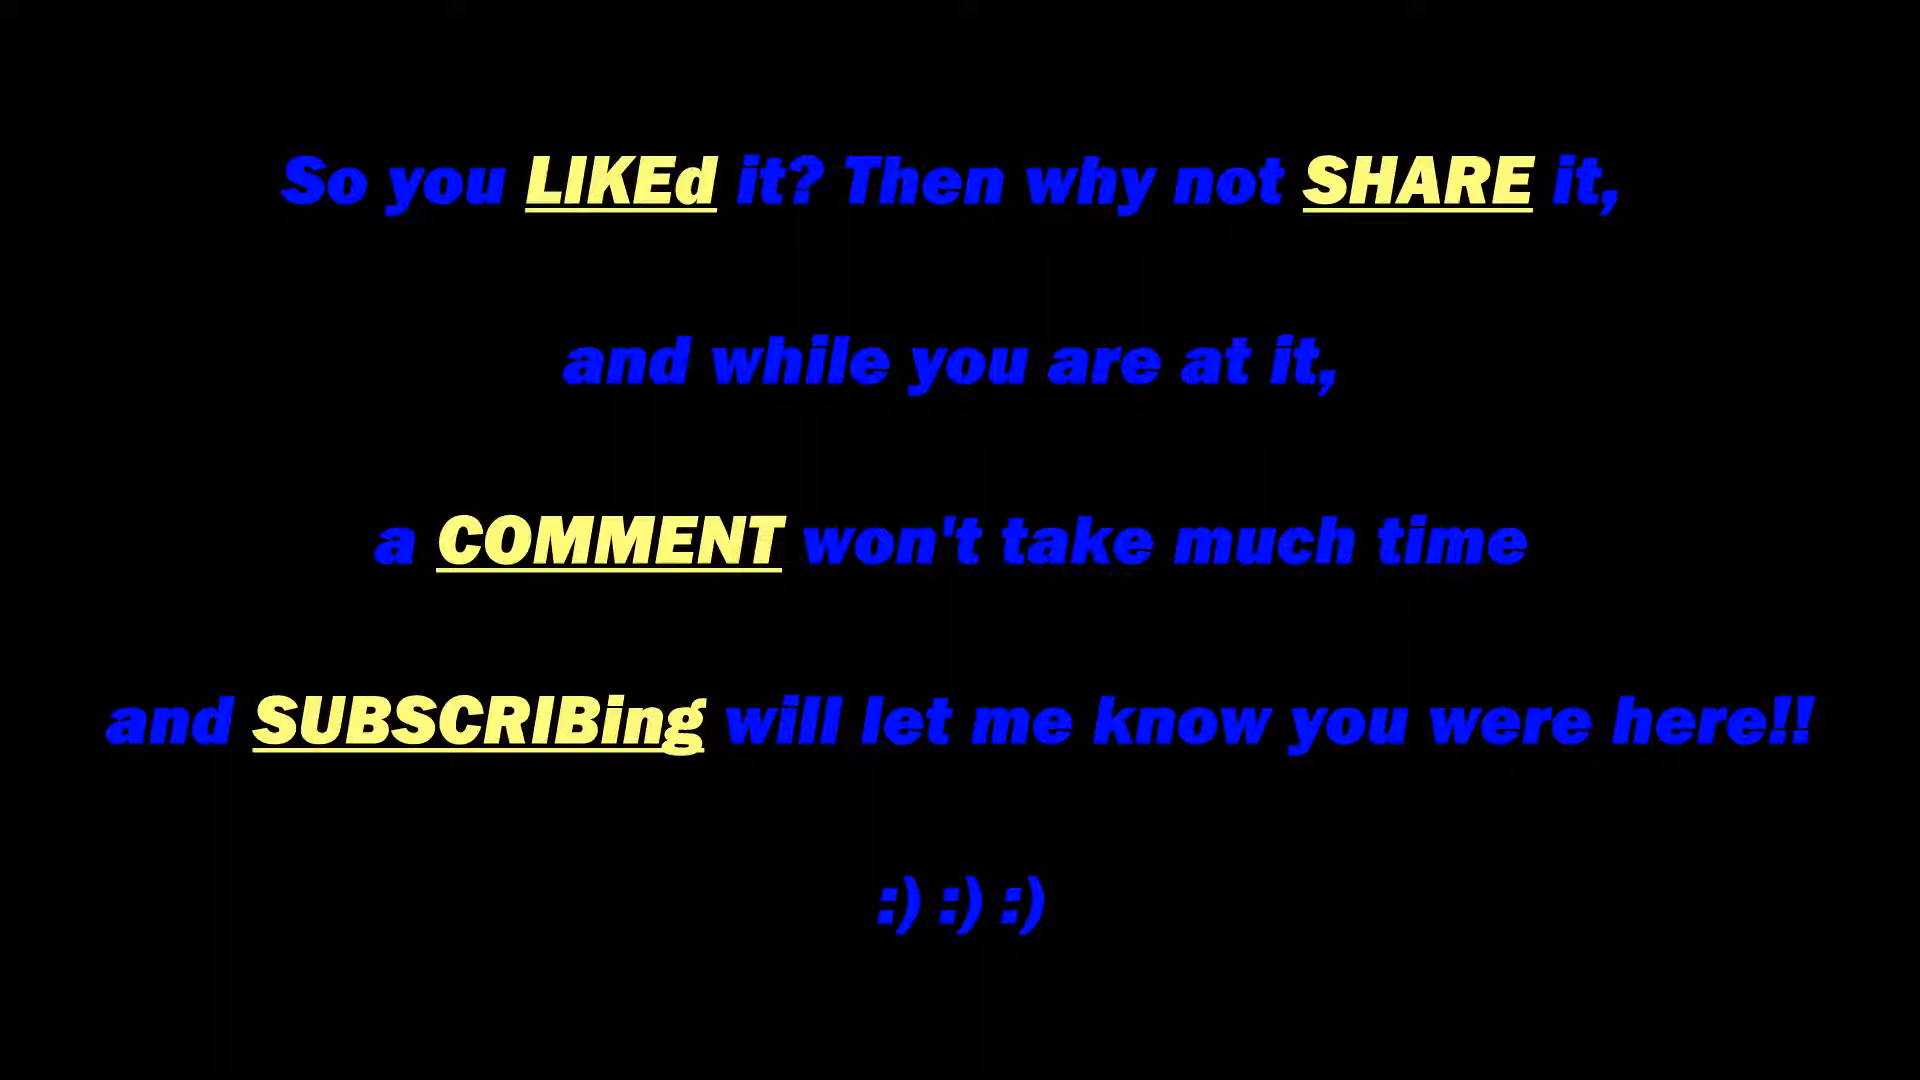 So you LIKEd it? Then why not SHARE it,
and while you are at it,
a COMMENT won't take much time
and SUBSCRIBing will let me know you were here!!
:) :) :)